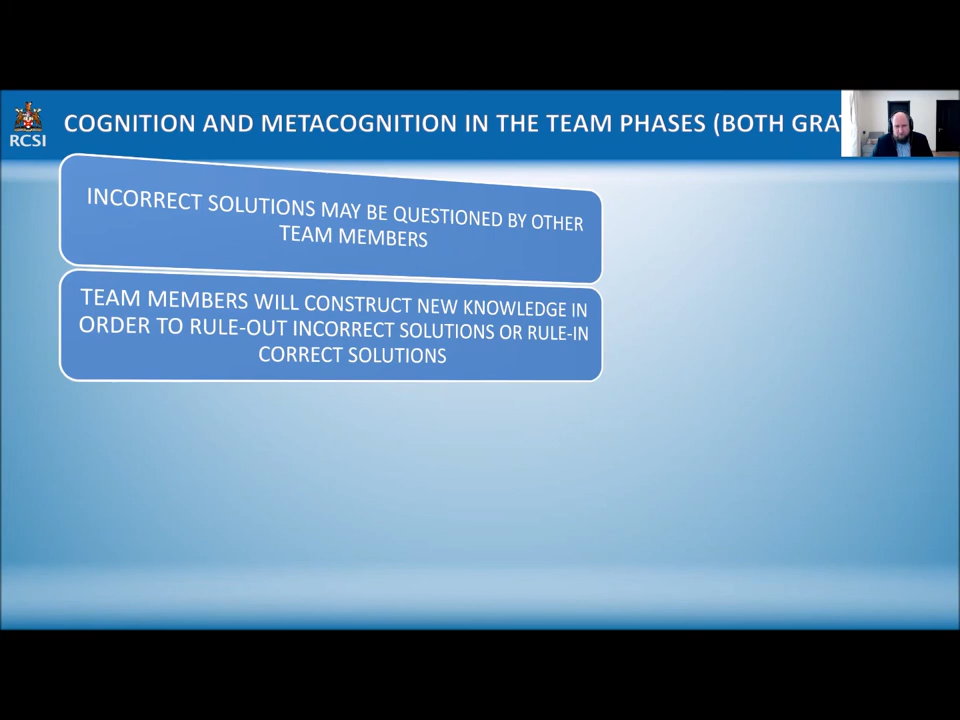 RCSI
COGNITION AND METACOGNITION IN THE TEAM PHASES (BOTH
INCORRECT SOLUTIONS MAY BE QUESTIONED BY OTHER
TEAM MEMBERS
TEAM MEMBERS WILL CONSTRUCT NEW KNOWLEDGE IN
ORDER TO RULE-OUT INCORRECT SOLUTIONS OR RULE-IN
CORRECT SOLUTIONS